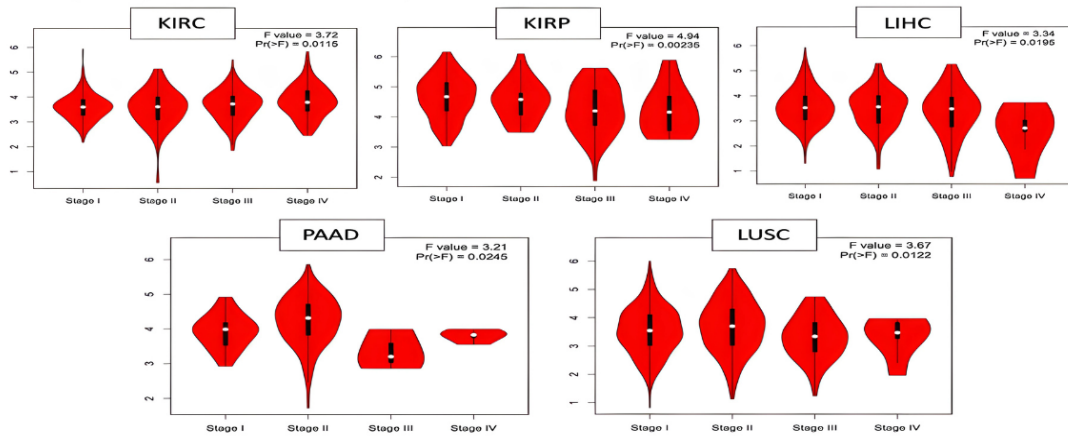 KIRC
F value = 3.72
Pr(>F) = 0.0115
6
5
4
3
2
1
Stage I Stage II Stage III Stage IV
KIRP
F value = 4.94
Pr(>F) = 0.00235
6
5
4
3
2
Stage I Stage II Stage III Stage IV
LIHC
F value = 3.34
Pr(>F) = 0.0195
6
5
4
3
2
1
Stage I Stage II Stage III Stage IV
PAAD
F value = 3.21
Pr(>F) = 0.0245
6
5
4
3
2
Stage I Stage II Stage III Stage IV
LUSC
F value = 3.67
Pr(>F) = 0.0122
6
5
4
3
2
1
Stage I Stage II Stage III Stage IV